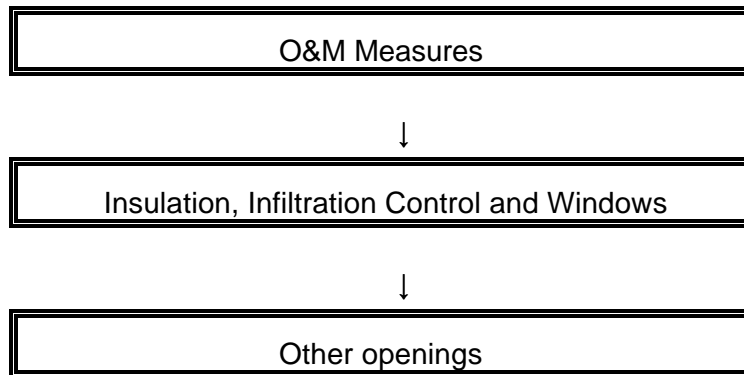 O&M Measures
↓
Insulation, Infiltration Control and Windows
↓
Other openings